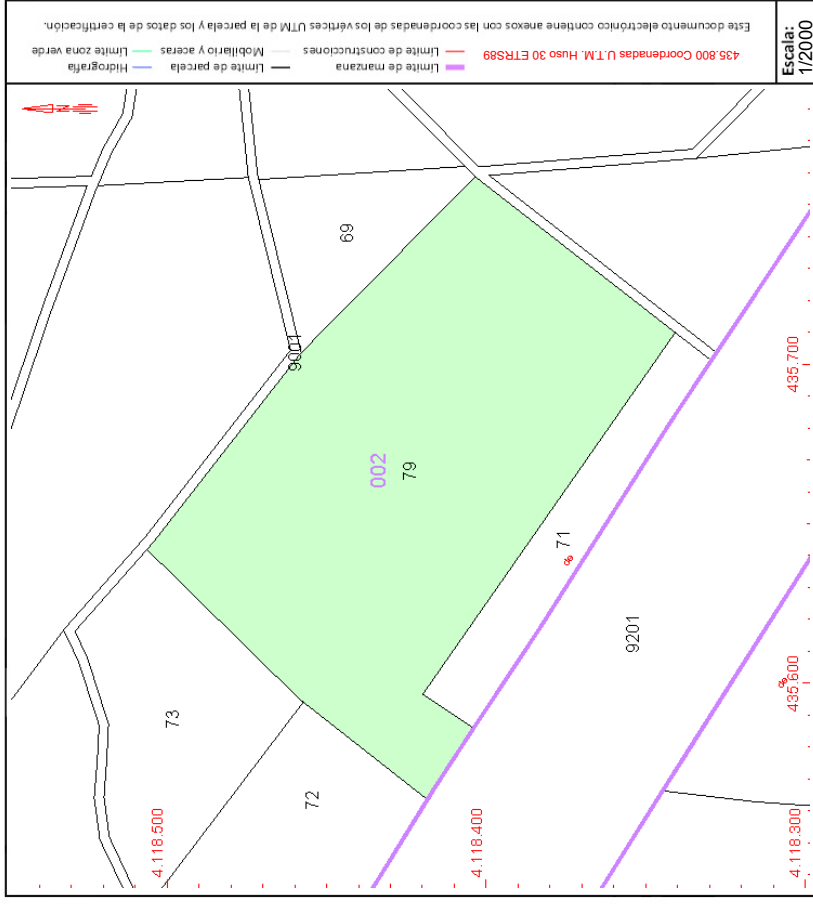 Este documento electrónico contiene anexos con las coordenadas de los vértices UTM de la parcela y los datos de la certificación.
435.800 Coordenadas U.T.M. Huso 30 ETRS89
Límite de manzana
Límite de construcciones
Límite de parcela
Mobiliario y aceras
Hidrografía
Límite zona verde
Escala:
1/2000
N
69
9001
002
79
71
9201
73
72
cb
cb
435.700
435.600
4.118.500
4.118.400
4.118.300